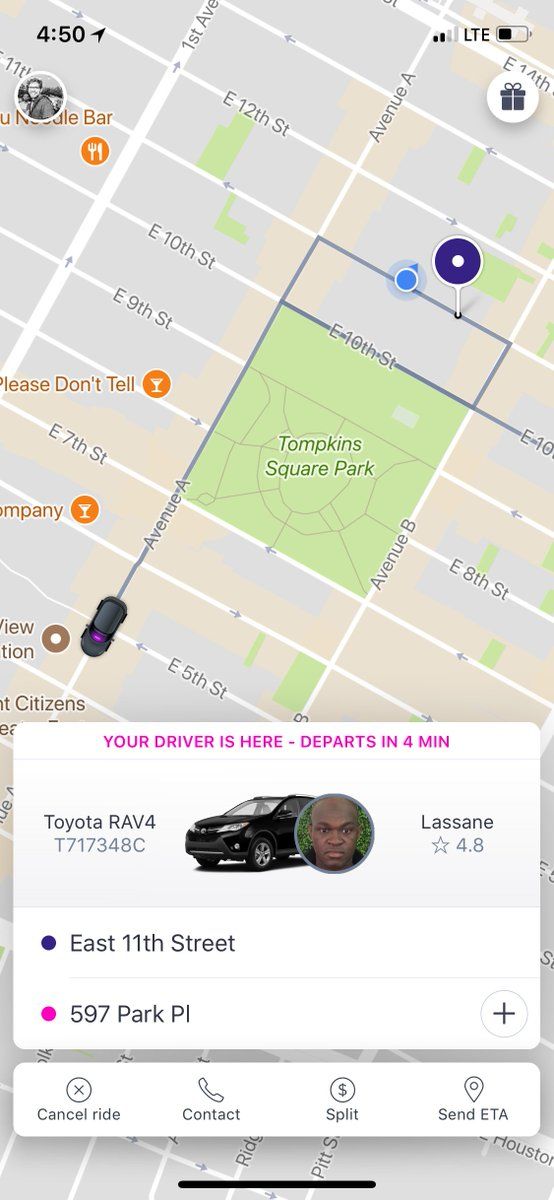 4:50
LTE
1st Ave
E 11th
E 14th
u Noodle Bar
E 12th St
Avenue A
E 10th St
E 9th St
E 10th St
Please Don't Tell
E 10
Tompkins
Square Park
E 7th St
ompany
Avenue A
Avenue B
E 8th St
View
tion
E 5th St
nt Citizens
B
YOUR DRIVER IS HERE - DEPARTS IN 4 MIN
Toyota RAV4
T717348C
Lassane
☆ 4.8
East 11th Street
597 Park Pl
+
Cancel ride
Contact
$
Split
Send ETA
Ridg
Pitt S
E Houston